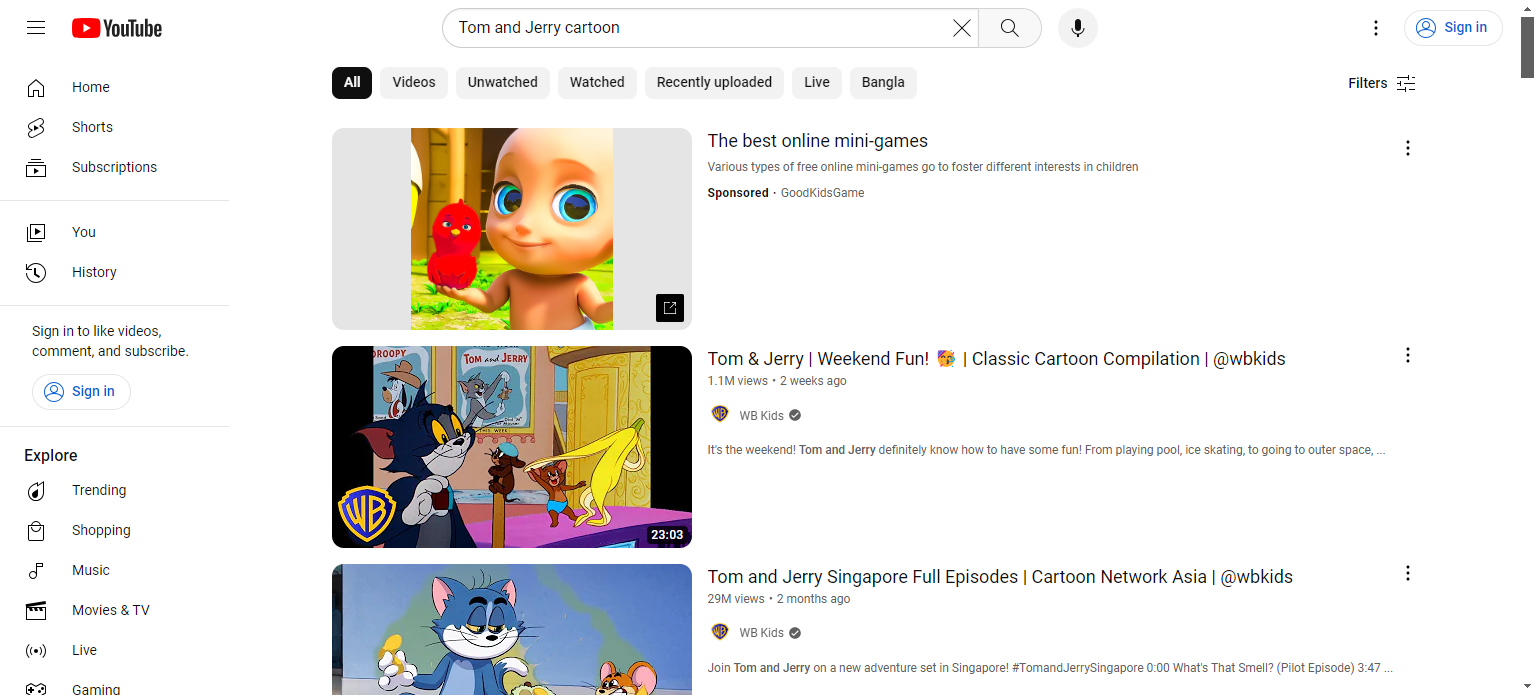 YouTube
Tom and Jerry cartoon
Sign in
Home
Shorts
Subscriptions
You
History
Sign in to like videos,
comment, and subscribe.
Sign in
Explore
Trending
Shopping
Music
Movies & TV
Live
Gaming
All Videos Unwatched Watched Recently uploaded Live Bangla
Filters
The best online mini-games
Various types of free online mini-games go to foster different interests in children
Sponsored · GoodKidsGame
DROOPY
TOM and JERRY
THIS WEEK!
WB
23:03
Tom & Jerry | Weekend Fun! 🥳 | Classic Cartoon Compilation | @wbkids
1.1M views • 2 weeks ago
WB Kids
It's the weekend! Tom and Jerry definitely know how to have some fun! From playing pool, ice skating, to going to outer space, ...
Tom and Jerry Singapore Full Episodes | Cartoon Network Asia | @wbkids
29M views • 2 months ago
WB Kids
Join Tom and Jerry on a new adventure set in Singapore! #TomandJerrySingapore 0:00 What's That Smell? (Pilot Episode) 3:47 ...